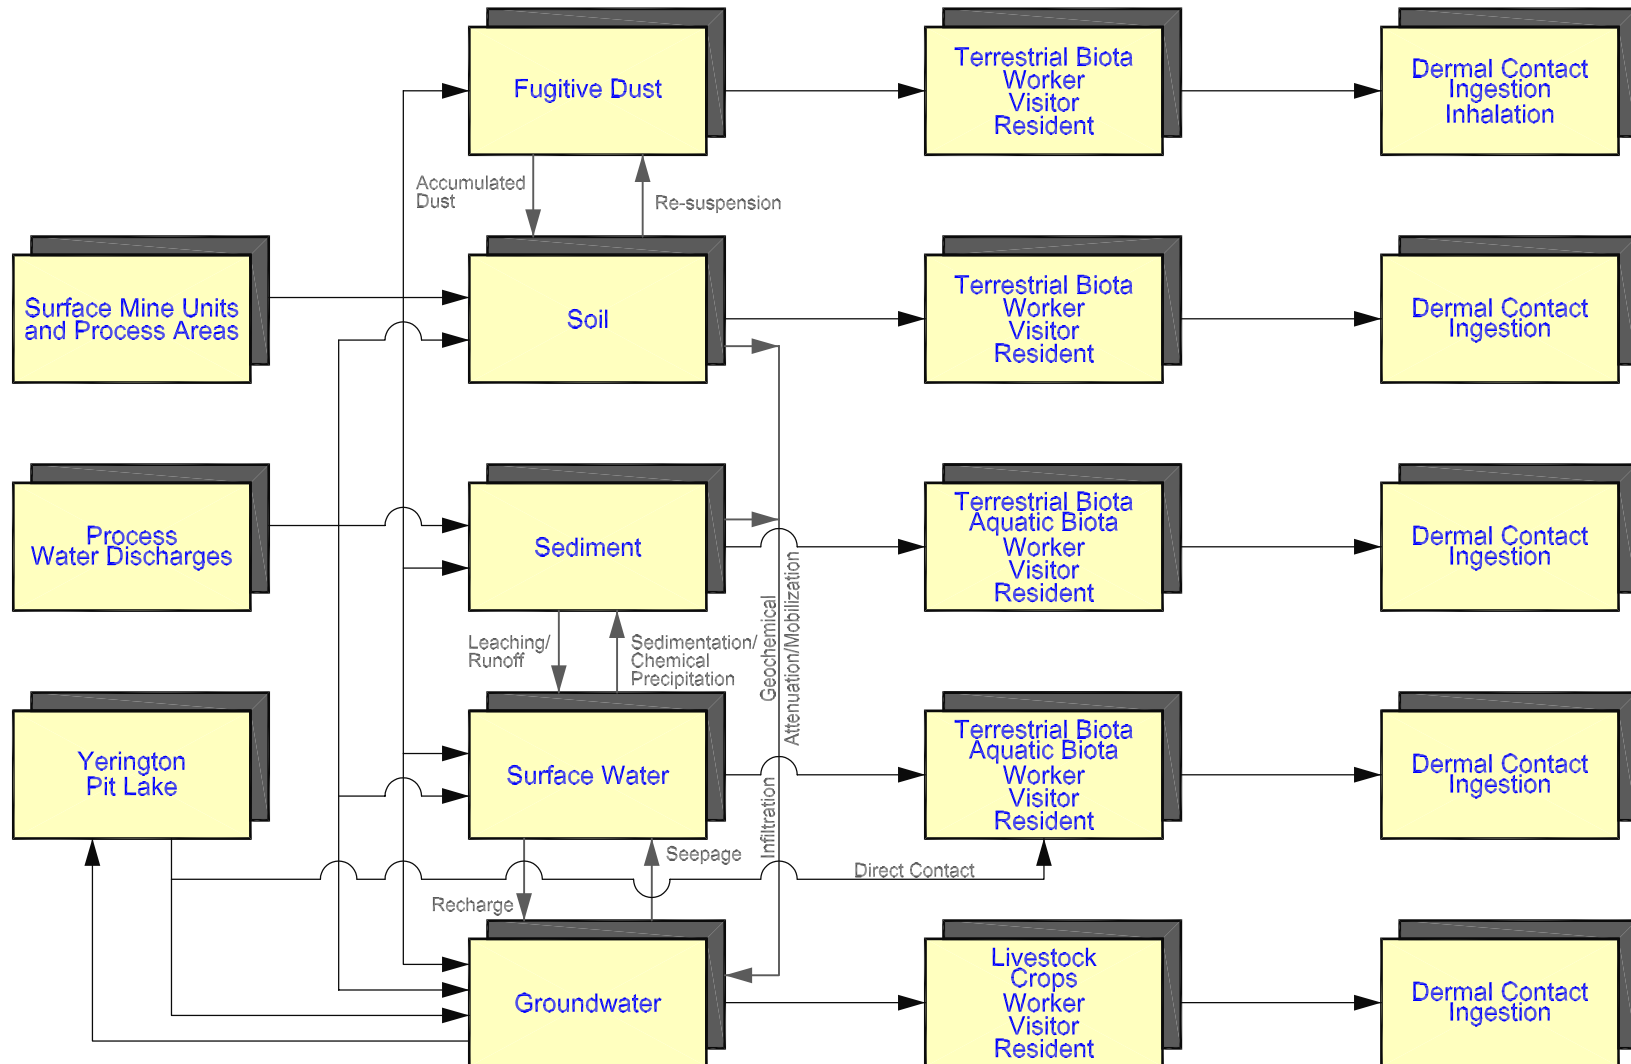 Fugitive Dust
Terrestrial Biota
Worker
Visitor
Resident
Dermal Contact
Ingestion
Inhalation
Accumulated
Dust
Re-suspension
Surface Mine Units
and Process Areas
Soil
Terrestrial Biota
Worker
Visitor
Resident
Dermal Contact
Ingestion
Process
Water Discharges
Sediment
Terrestrial Biota
Aquatic Biota
Worker
Visitor
Resident
Dermal Contact
Ingestion
Leaching/
Runoff
Sedimentation/
Chemical
Precipitation
Geochemical
Attenuation/Mobilization
Yerington
Pit Lake
Surface Water
Terrestrial Biota
Aquatic Biota
Worker
Visitor
Resident
Dermal Contact
Ingestion
Infiltration
Seepage
Direct Contact
Recharge
Groundwater
Livestock
Crops
Worker
Visitor
Resident
Dermal Contact
Ingestion